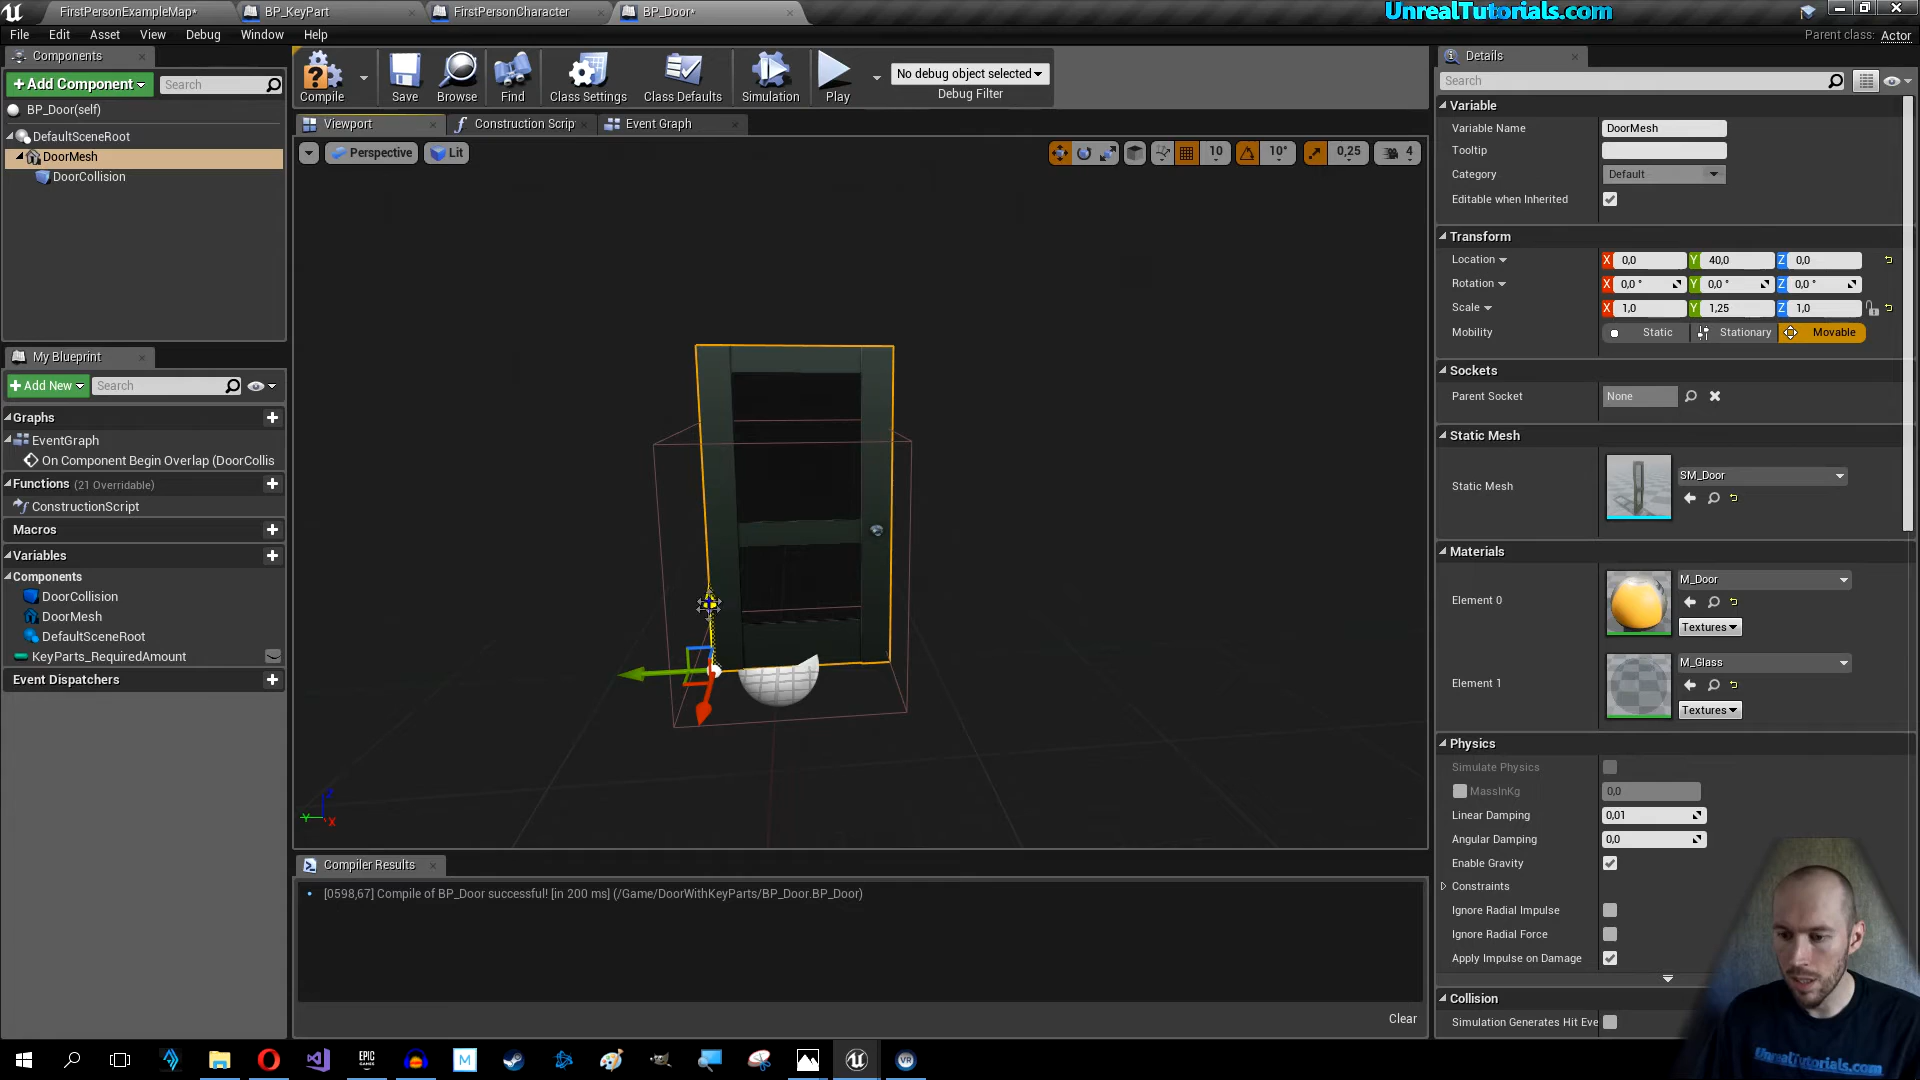 FirstPersonExampleMap*
BP_KeyPart
FirstPersonCharacter
BP_Door*
UnrealTutorials.com
File
Edit
Asset
View
Debug
Window
Help
Parent class: Actor
Components
+Add Component
Search
BP_Door(self)
DefaultSceneRoot
DoorMesh
DoorCollision
Compile
Save
Browse
Find
Class Settings
Class Defaults
Simulation
Play
No debug object selected
Debug Filter
Viewport
Construction Scrip
Event Graph
Perspective
Lit
10
10°
0,25
4
My Blueprint
+Add New
Search
Graphs
EventGraph
On Component Begin Overlap (DoorCollis
Functions (21 Overridable)
ConstructionScript
Macros
Variables
Components
DoorCollision
DoorMesh
DefaultSceneRoot
KeyParts_RequiredAmount
Event Dispatchers
Z
Y
X
Compiler Results
[0598,67] Compile of BP_Door successful! [in 200 ms] (/Game/DoorWithKeyParts/BP_Door.BP_Door)
Clear
Details
Search
Variable
Variable Name DoorMesh
Tooltip
Category Default
Editable when Inherited
Transform
Location X 0,0 Y 40,0 Z 0,0
Rotation X 0,0 ° Y 0,0 ° Z 0,0 °
Scale X 1,0 Y 1,25 Z 1,0
Mobility Static Stationary Movable
Sockets
Parent Socket None
Static Mesh
Static Mesh SM_Door
Materials
Element 0 M_Door
Textures
Element 1 M_Glass
Textures
Physics
Simulate Physics
MassInKg 0,0
Linear Damping 0,01
Angular Damping 0,0
Enable Gravity
Constraints
Ignore Radial Impulse
Ignore Radial Force
Apply Impulse on Damage
Collision
Simulation Generates Hit Eve
EPIC GAMES
M
VR
UnrealTutorials.com